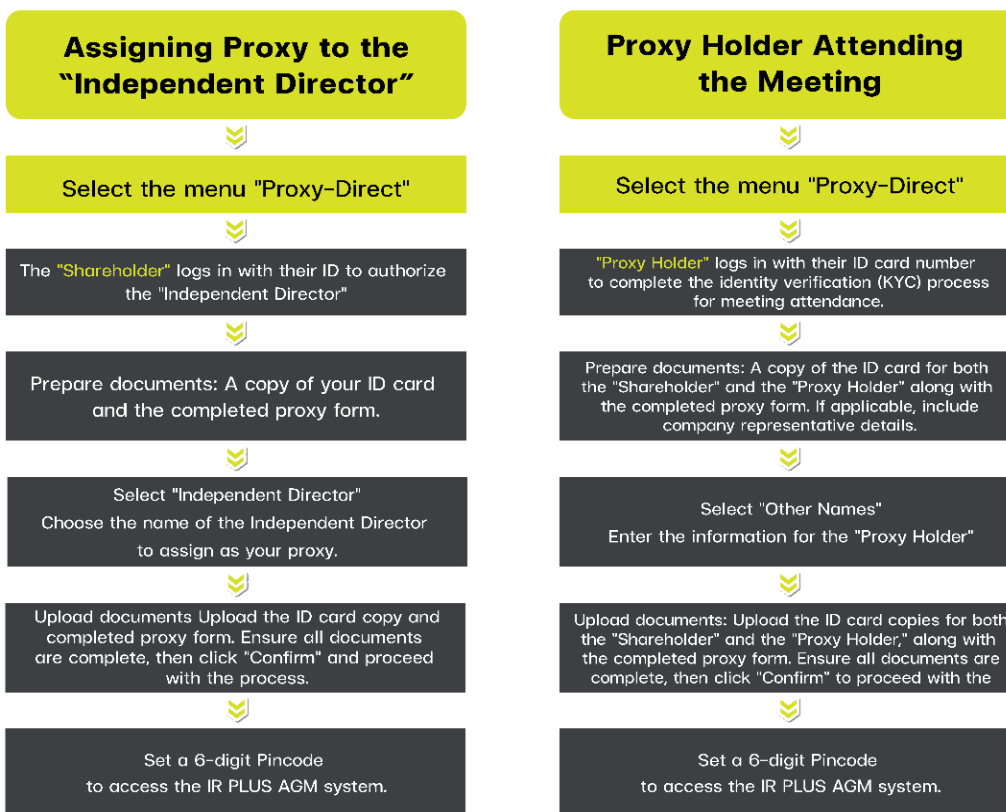 Assigning Proxy to the
“Independent Director”
Select the menu "Proxy-Direct"
The "Shareholder" logs in with their ID to authorize
the "Independent Director"
Prepare documents: A copy of your ID card
and the completed proxy form.
Select "Independent Director"
Choose the name of the Independent Director
to assign as your proxy.
Upload documents Upload the ID card copy and
completed proxy form. Ensure all documents
are complete, then click "Confirm" and proceed
with the process.
Set a 6-digit Pincode
to access the IR PLUS AGM system.
Proxy Holder Attending
the Meeting
Select the menu "Proxy-Direct"
"Proxy Holder" logs in with their ID card number
to complete the identity verification (KYC) process
for meeting attendance.
Prepare documents: A copy of the ID card for both
the "Shareholder" and the "Proxy Holder" along with
the completed proxy form. If applicable, include
company representative details.
Select "Other Names"
Enter the information for the "Proxy Holder"
Upload documents: Upload the ID card copies for both
the "Shareholder" and the "Proxy Holder," along with
the completed proxy form. Ensure all documents are
complete, then click "Confirm" to proceed with the
Set a 6-digit Pincode
to access the IR PLUS AGM system.